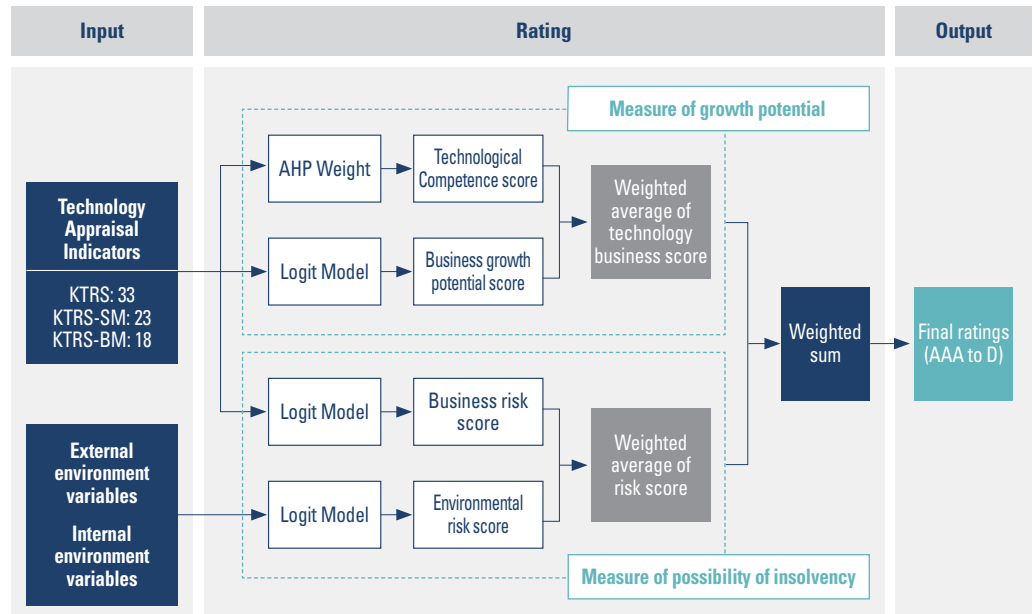 Input
Rating
Output
Measure of growth potential
Technology
Appraisal
Indicators
KTRS: 33
KTRS-SM: 23
KTRS-BM: 18
AHP Weight
Technological
Competence score
Logit Model
Business growth
potential score
Weighted
average of
technology
business score
Logit Model
Business risk
score
Logit Model
Environmental
risk score
Weighted
average of
risk score
External
environment
variables
Internal
environment
variables
Measure of possibility of insolvency
Weighted
sum
Final ratings
(AAA to D)